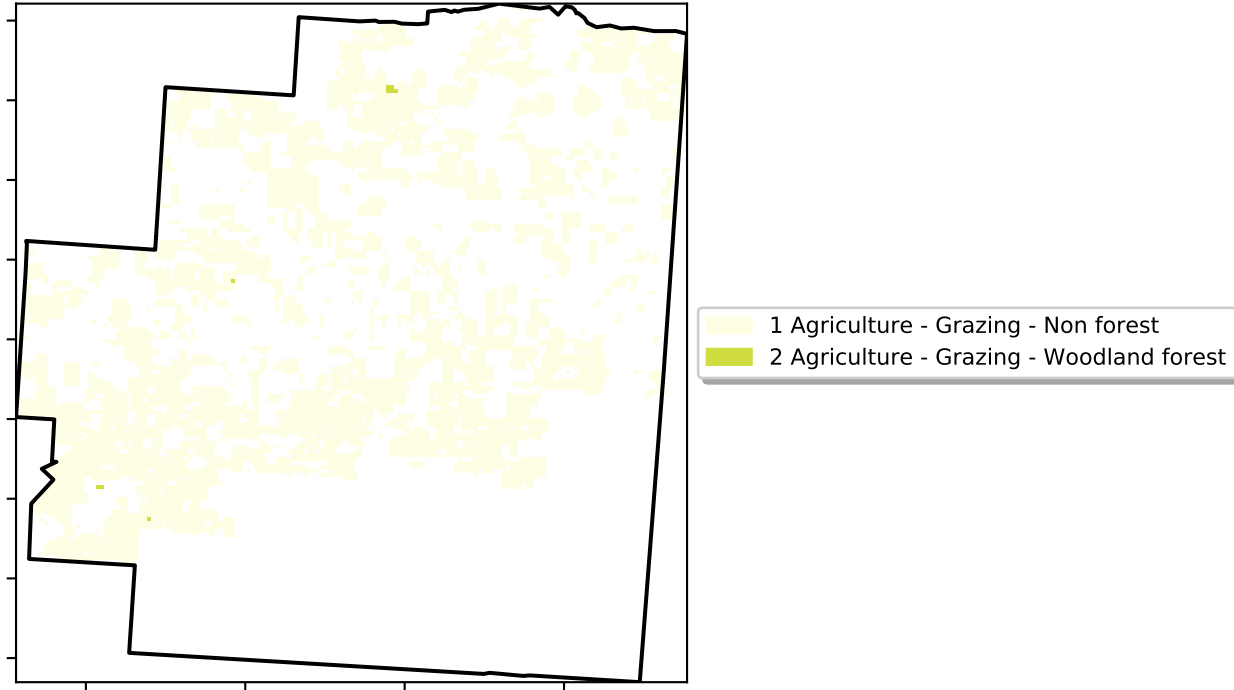 1 Agriculture - Grazing - Non forest
2 Agriculture - Grazing - Woodland forest